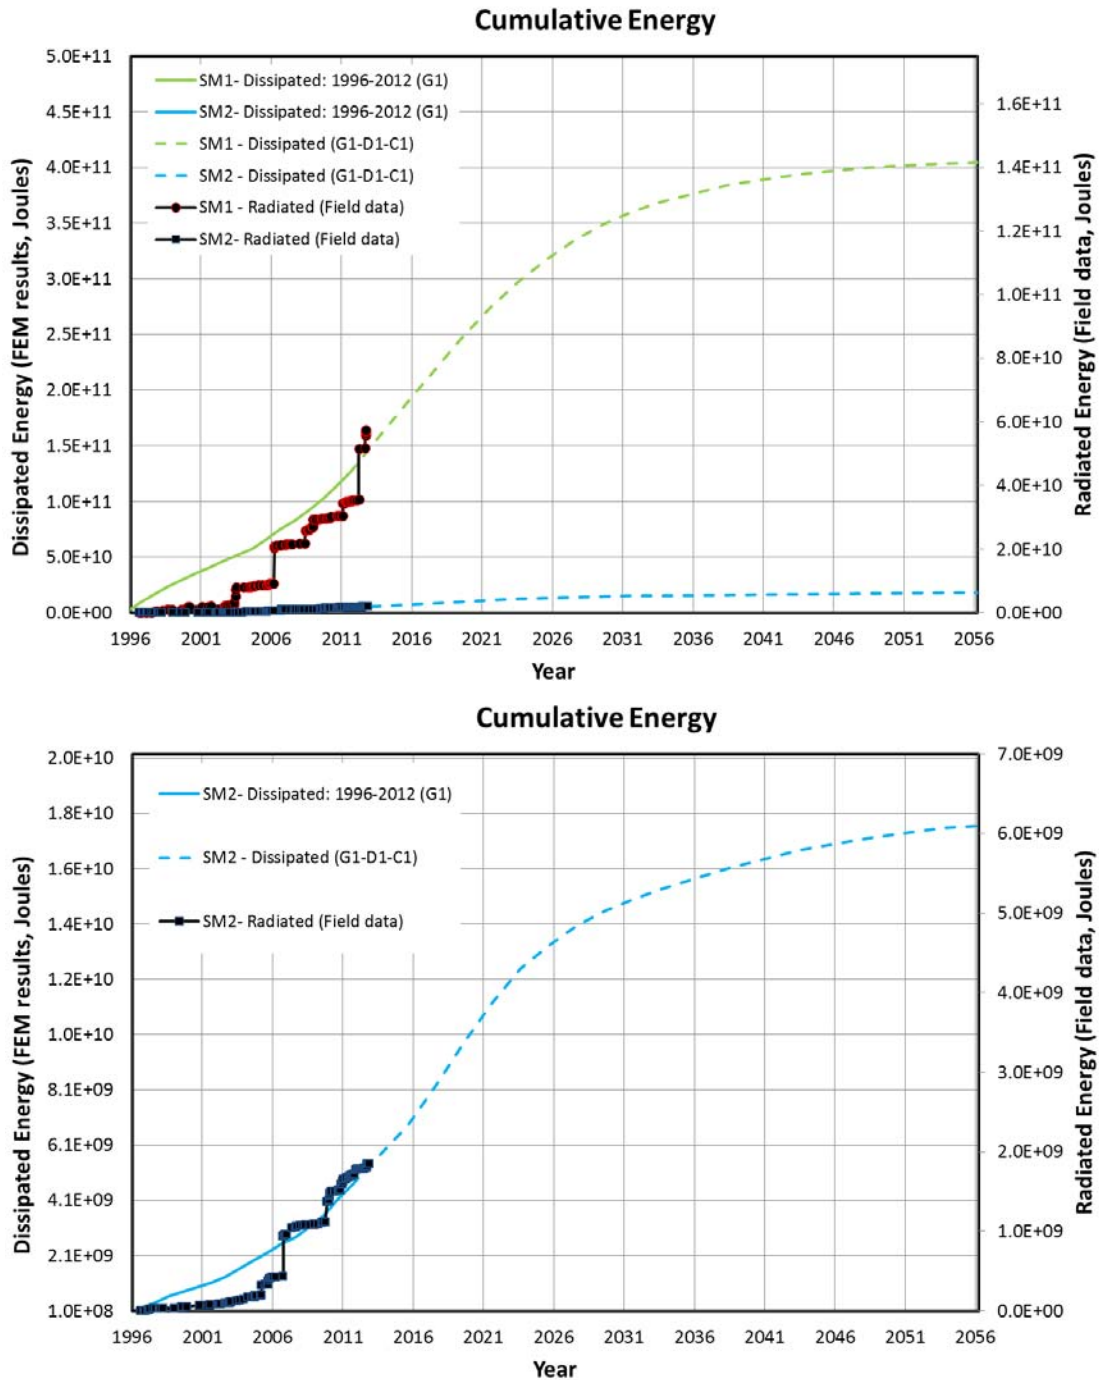 Cumulative Energy
5.0E+11
4.5E+11
4.0E+11
3.5E+11
3.0E+11
2.5E+11
2.0E+11
1.5E+11
1.0E+11
5.0E+10
0.0E+00
Dissipated Energy (FEM results, Joules)
SM1- Dissipated: 1996-2012 (G1)
SM2- Dissipated: 1996-2012 (G1)
SM1 - Dissipated (G1-D1-C1)
SM2 - Dissipated (G1-D1-C1)
SM1 - Radiated (Field data)
SM2- Radiated (Field data)
1.6E+11
1.4E+11
1.2E+11
1.0E+11
8.0E+10
6.0E+10
4.0E+10
2.0E+10
0.0E+00
Radiated Energy (Field data, Joules)
1996 2001 2006 2011 2016 2021 2026 2031 2036 2041 2046 2051 2056
Year
Cumulative Energy
2.0E+10
1.8E+10
1.6E+10
1.4E+10
1.2E+10
1.0E+10
8.1E+09
6.1E+09
4.1E+09
2.1E+09
1.0E+08
Dissipated Energy (FEM results, Joules)
SM2- Dissipated: 1996-2012 (G1)
SM2 - Dissipated (G1-D1-C1)
SM2- Radiated (Field data)
7.0E+09
6.0E+09
5.0E+09
4.0E+09
3.0E+09
2.0E+09
1.0E+09
0.0E+00
Radiated Energy (Field data, Joules)
1996 2001 2006 2011 2016 2021 2026 2031 2036 2041 2046 2051 2056
Year